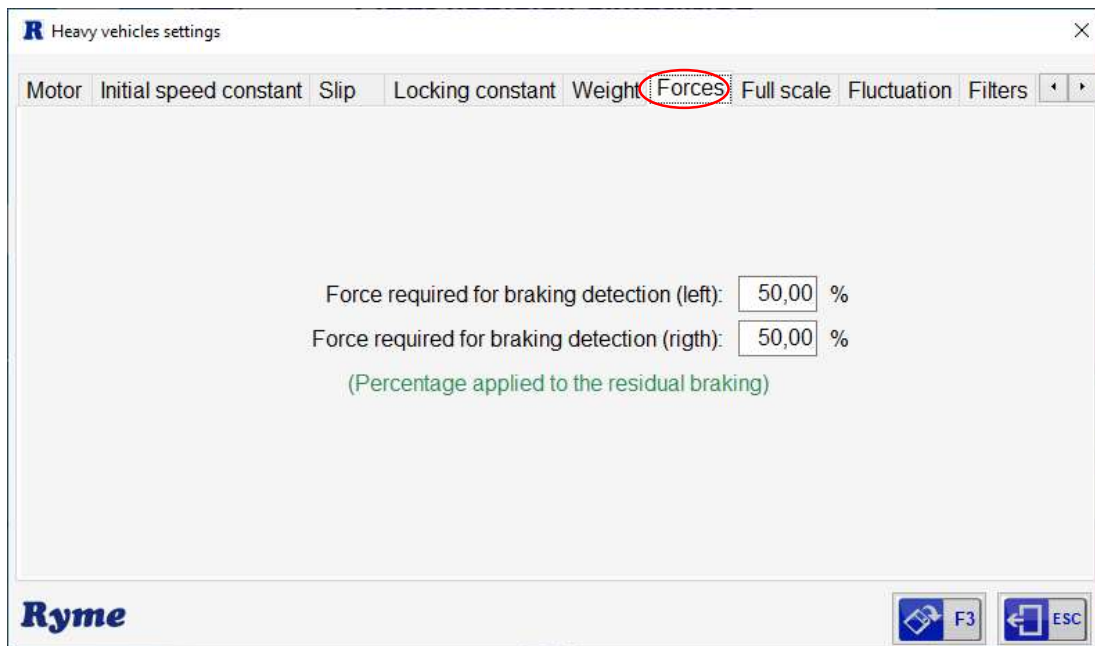 R Heavy vehicles settings
Motor Initial speed constant Slip Locking constant Weight Forces Full scale Fluctuation Filters
Force required for braking detection (left): 50,00 %
Force required for braking detection (rigth): 50,00 %
(Percentage applied to the residual braking)
Ryme F3 ESC